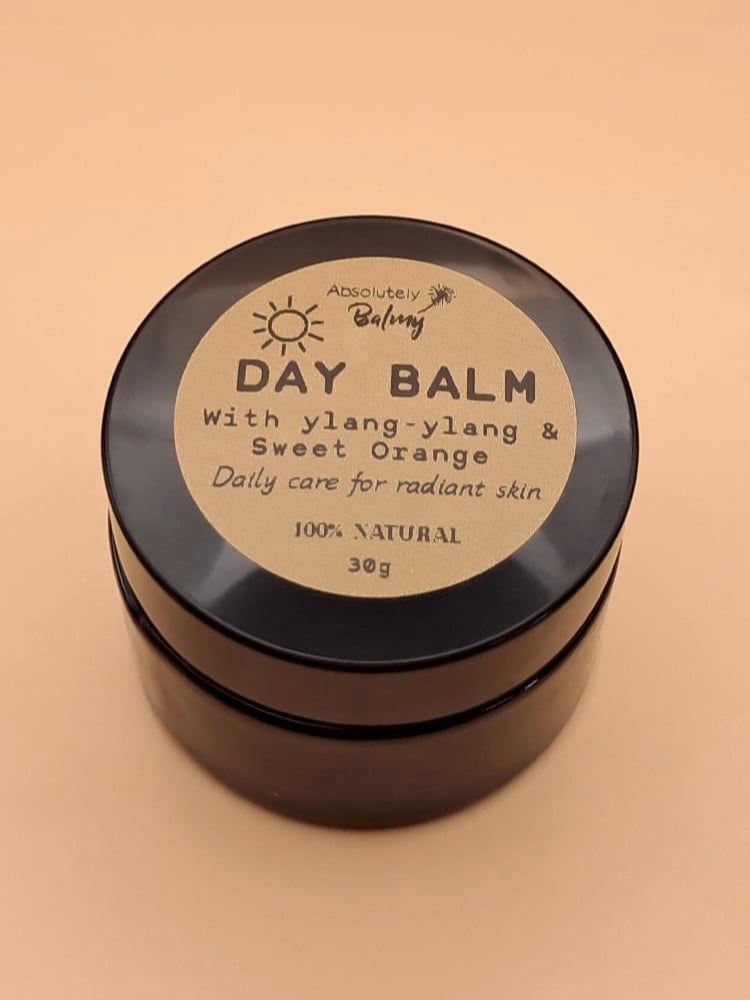 Absolutely
Balmy
DAY BALM
With ylang-ylang &
Sweet Orange
Daily care for radiant skin
100% NATURAL
30g